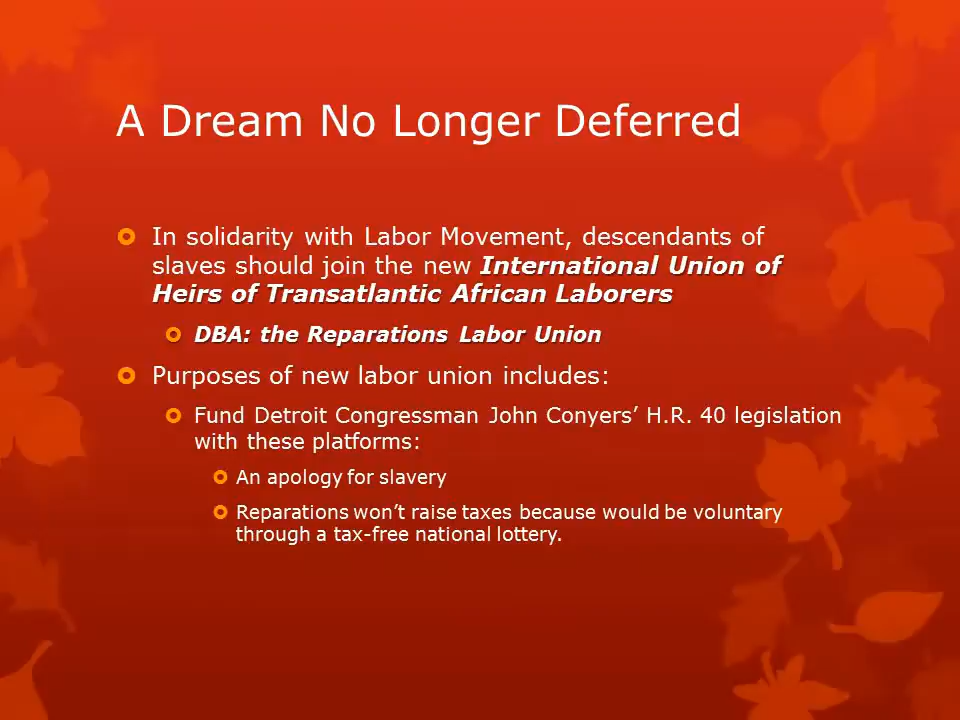 A Dream No Longer Deferred
In solidarity with Labor Movement, descendants of
slaves should join the new International Union of
Heirs of Transatlantic African Laborers
DBA: the Reparations Labor Union
Purposes of new labor union includes:
Fund Detroit Congressman John Conyers’ H.R. 40 legislation
with these platforms:
An apology for slavery
Reparations won’t raise taxes because would be voluntary
through a tax-free national lottery.